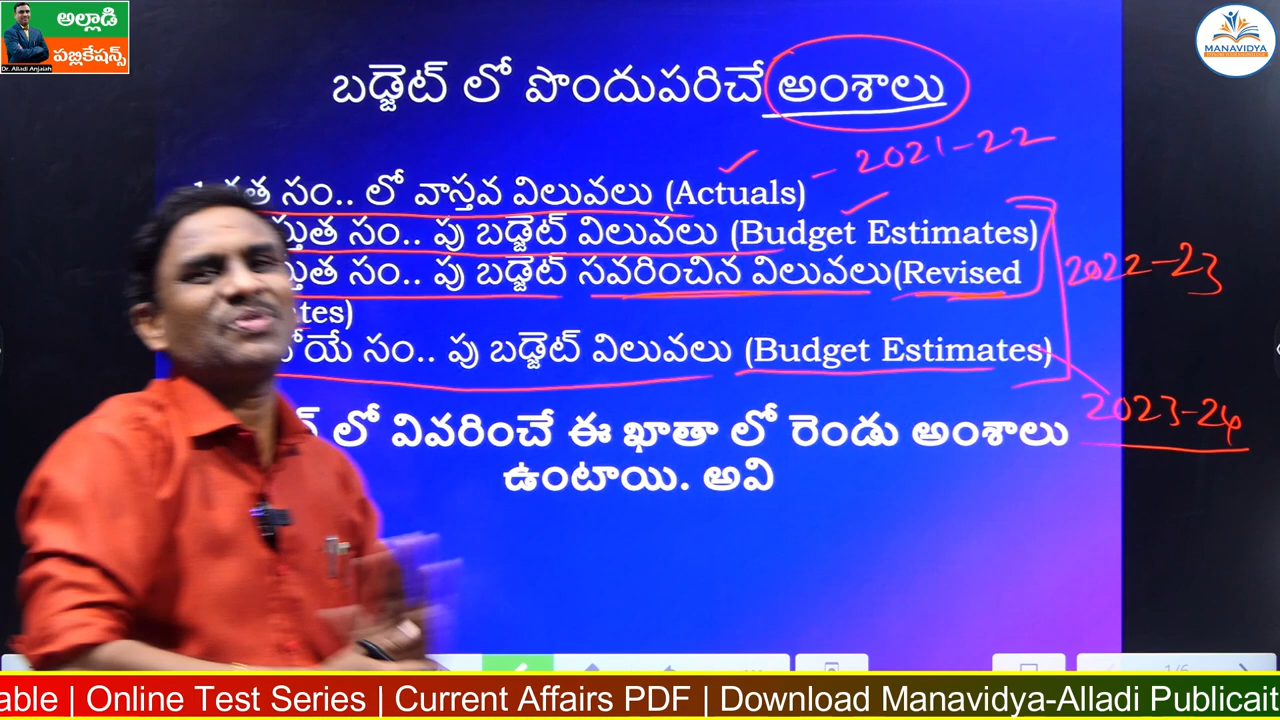 అల్లాడి
పబ్లికేషన్స్
Dr. Alladi Anjaiah
MANAVIDYA
బడ్జెట్ లో పొందుపరిచే అంశాలు
సం.. లో వాస్తవ విలువలు (Actuals)
- 2021-22
సం.. పు బడ్జెట్ విలువలు (Budget Estimates)
సం.. పు బడ్జెట్ సవరించిన విలువలు(Revised
2022-23
సం.. పు బడ్జెట్ విలువలు (Budget Estimates)
2023-24
లో వివరించే ఈ ఖాతా లో రెండు అంశాలు
ఉంటాయి. అవి
1/6
| Online Test Series | Current Affairs PDF | Download Manavidya-Alladi